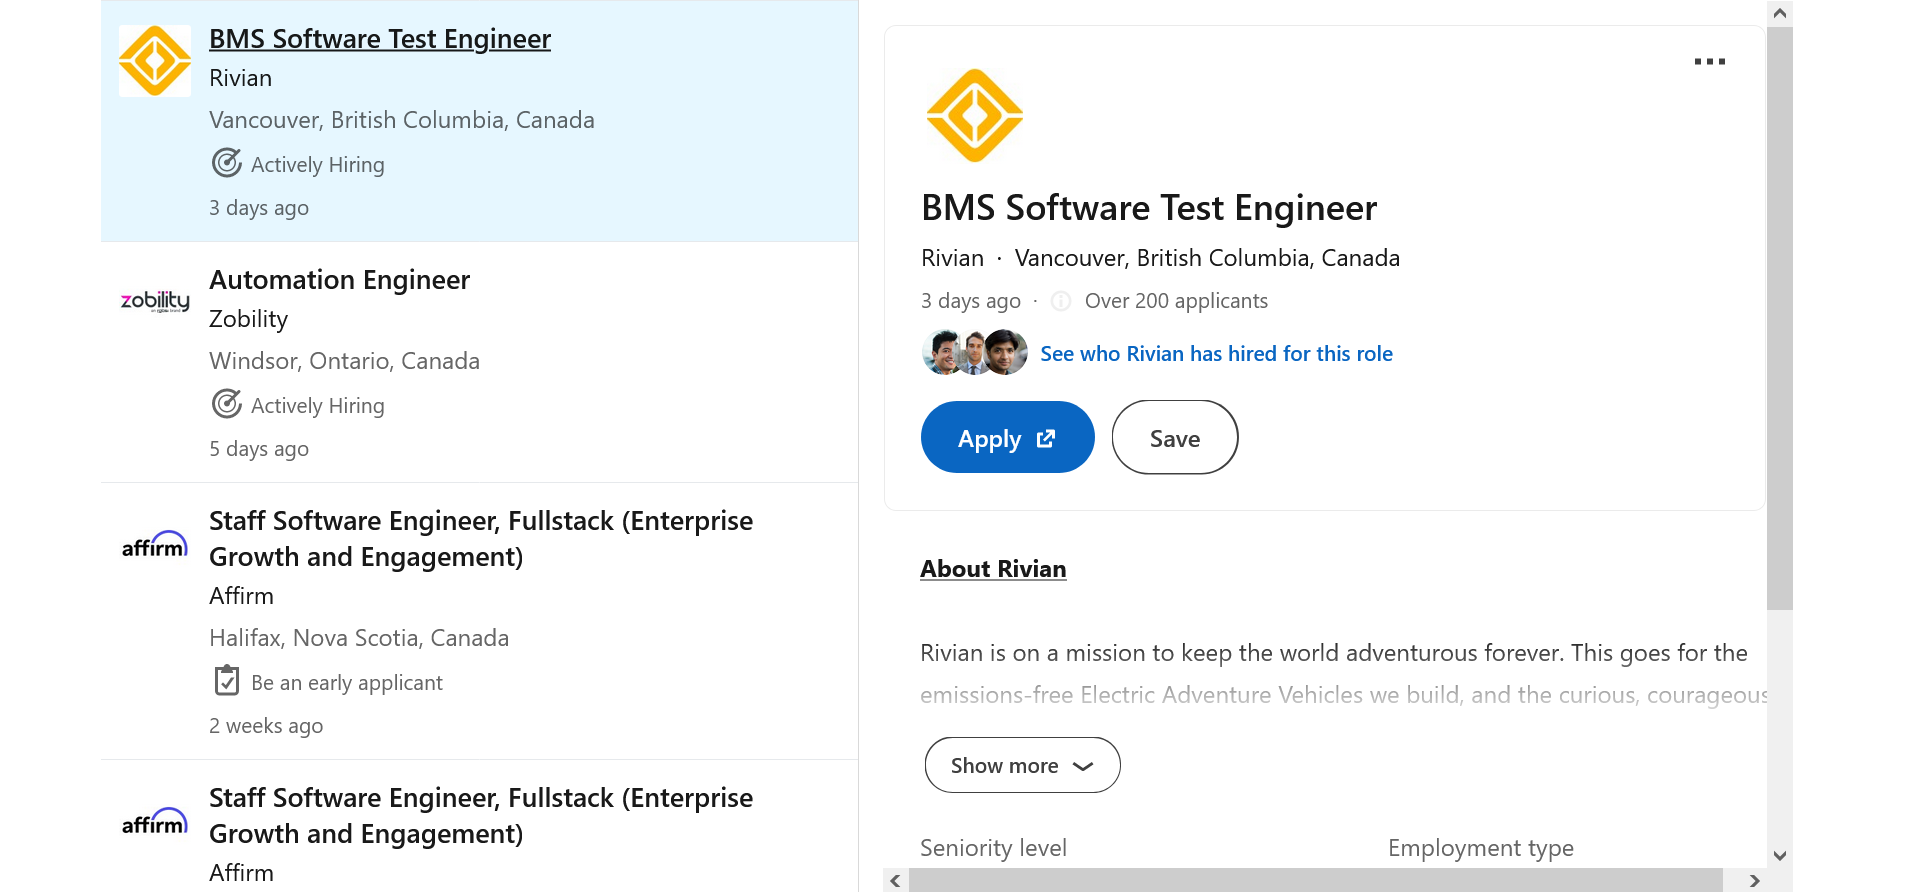 BMS Software Test Engineer
Rivian
Vancouver, British Columbia, Canada
Actively Hiring
3 days ago
zobility
Automation Engineer
Zobility
Windsor, Ontario, Canada
Actively Hiring
5 days ago
affirm
Staff Software Engineer, Fullstack (Enterprise
Growth and Engagement)
Affirm
Halifax, Nova Scotia, Canada
Be an early applicant
2 weeks ago
affirm
Staff Software Engineer, Fullstack (Enterprise
Growth and Engagement)
Affirm
BMS Software Test Engineer
Rivian · Vancouver, British Columbia, Canada
3 days ago · Over 200 applicants
See who Rivian has hired for this role
Apply
Save
About Rivian
Rivian is on a mission to keep the world adventurous forever. This goes for the
emissions-free Electric Adventure Vehicles we build, and the curious, courageous
Show more
Seniority level
Employment type